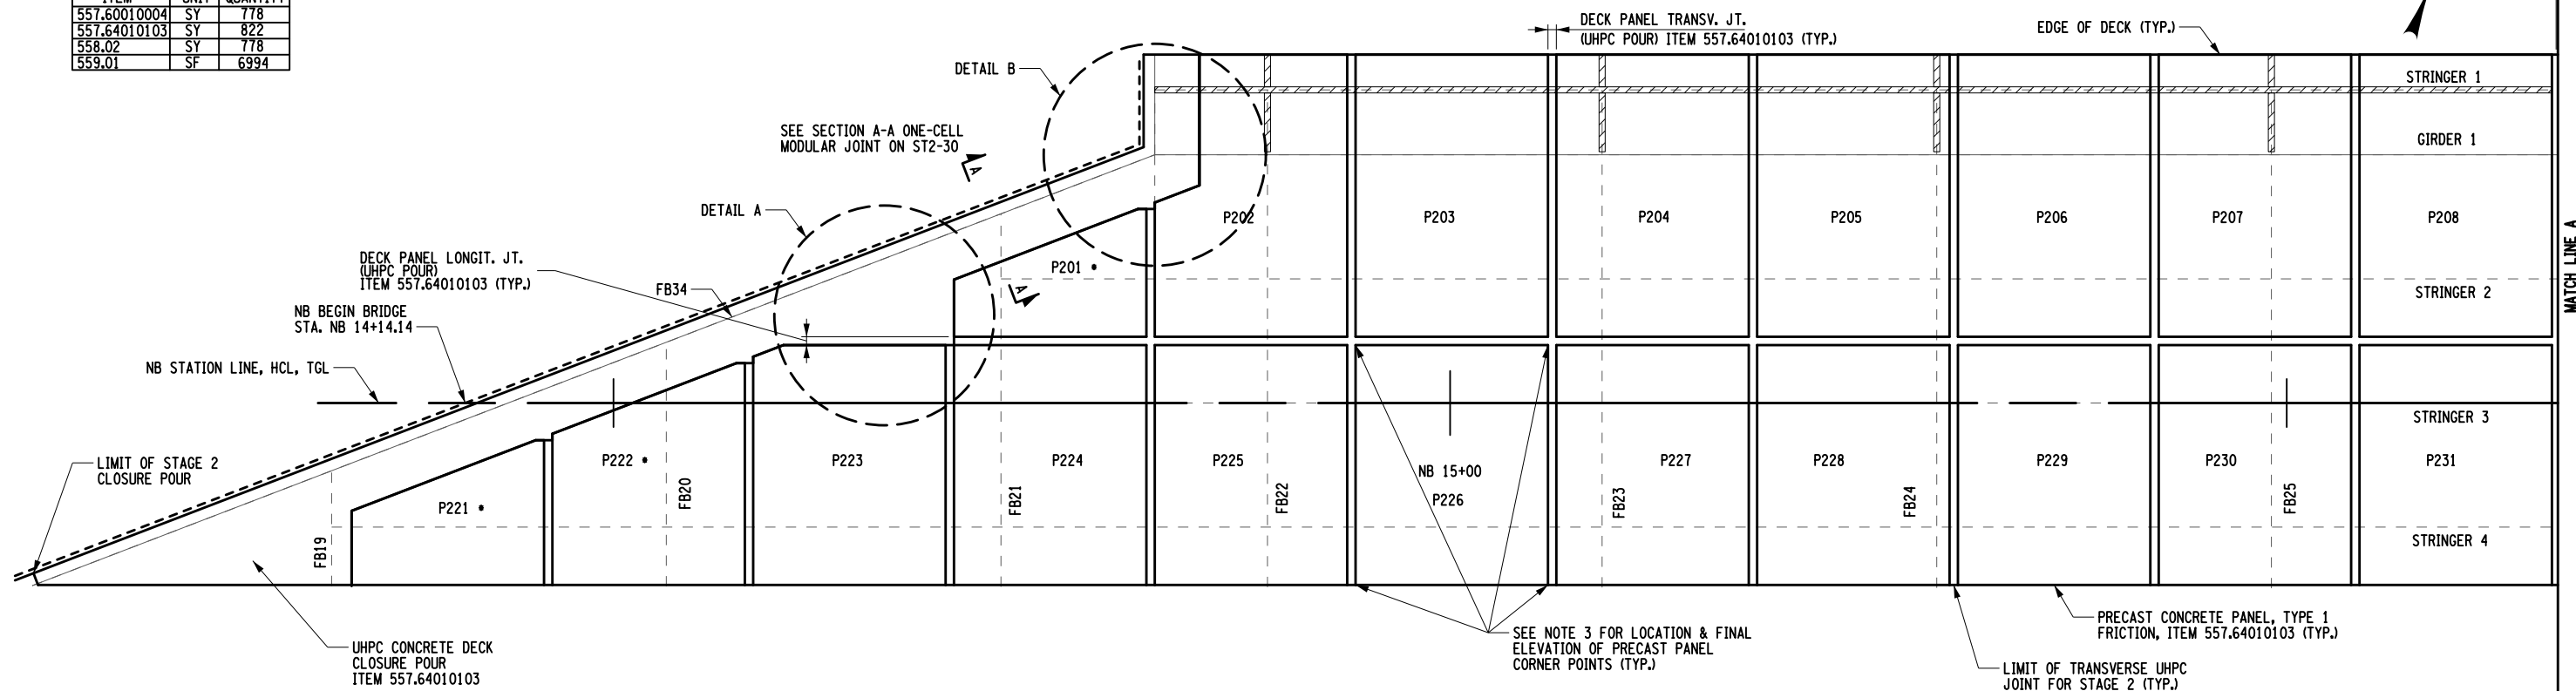 ITEM UNIT QUANTITY
557.60010004 SY 778
557.64010103 SY 822
558.02 SY 778
559.01 SF 6994
DECK PANEL TRANSV. JT.
(UHPC POUR) ITEM 557.64010103 (TYP.)
EDGE OF DECK (TYP.)
DETAIL B
STRINGER 1
SEE SECTION A-A ONE-CELL
MODULAR JOINT ON ST2-30
GIRDER 1
A
DETAIL A
P202
P203
P204
P205
P206
P207
P208
MATCH LINE A
DECK PANEL LONGIT. JT.
(UHPC POUR)
ITEM 557.64010103 (TYP.)
P201 *
FB34
A
STRINGER 2
NB BEGIN BRIDGE
STA. NB 14+14.14
NB STATION LINE, HCL, TGL
STRINGER 3
LIMIT OF STAGE 2
CLOSURE POUR
P222 *
P223
P224
P225
NB 15+00
P226
P227
P228
P229
P230
P231
P221 *
FB19
FB20
FB21
FB22
FB23
FB24
FB25
STRINGER 4
UHPC CONCRETE DECK
CLOSURE POUR
ITEM 557.64010103
SEE NOTE 3 FOR LOCATION & FINAL
ELEVATION OF PRECAST PANEL
CORNER POINTS (TYP.)
PRECAST CONCRETE PANEL, TYPE 1
FRICTION, ITEM 557.64010103 (TYP.)
LIMIT OF TRANSVERSE UHPC
JOINT FOR STAGE 2 (TYP.)